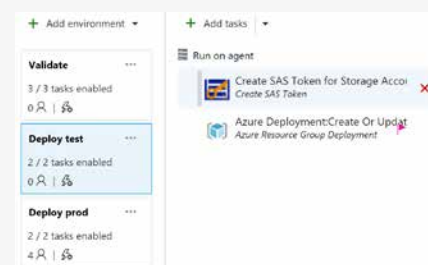 + Add environment
Validate
3 / 3 tasks enabled
0
Deploy test
2 / 2 tasks enabled
0
Deploy prod
2 / 2 tasks enabled
4
+ Add tasks
Run on agent
Create SAS Token for Storage Accou
Create SAS Token
Azure Deployment:Create Or Updat
Azure Resource Group Deployment